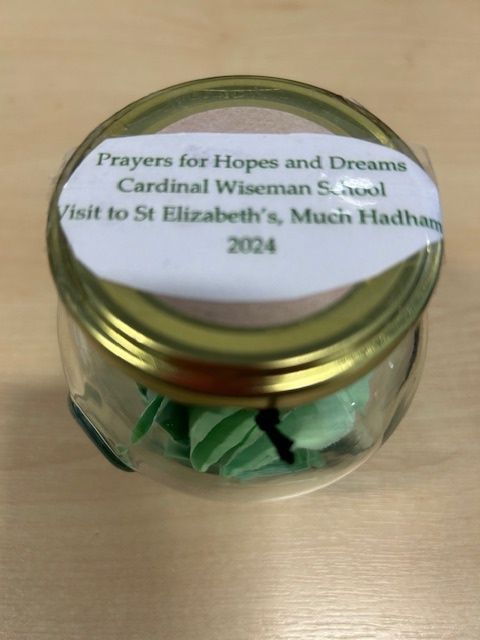 Prayers for Hopes and Dreams
Cardinal Wiseman School
Visit to St Elizabeth's, Much Hadham
2024